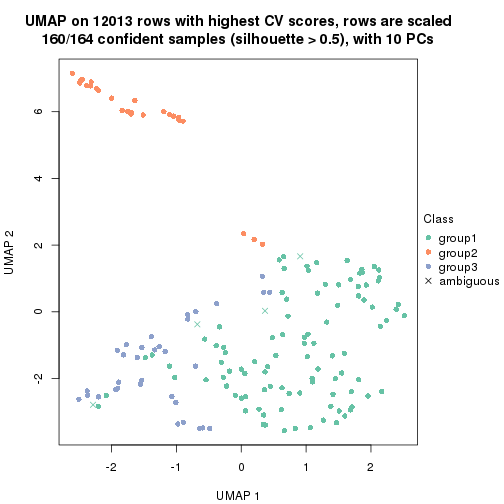 UMAP on 12013 rows with highest CV scores, rows are scaled
160/164 confident samples (silhouette > 0.5), with 10 PCs
6
4
2
0
-2
UMAP 2
-2
-1
0
1
2
UMAP 1
Class
group1
group2
group3
ambiguous